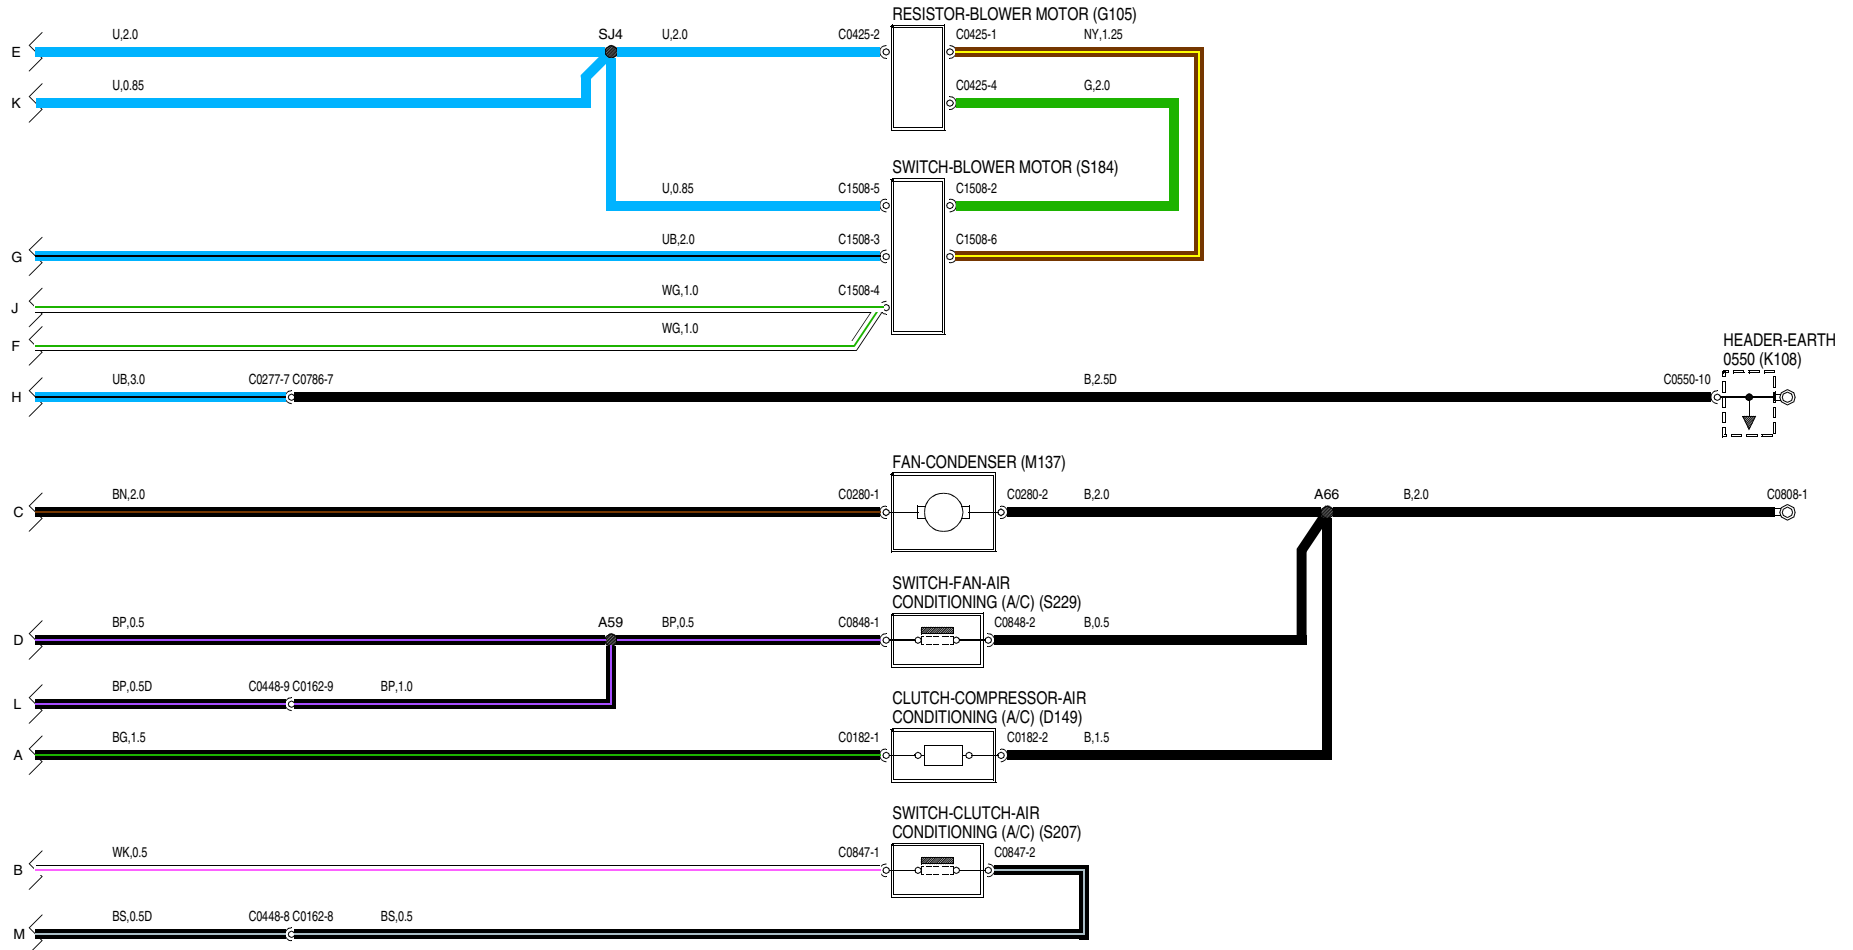 RESISTOR-BLOWER MOTOR (G105)
E
U,2.0
SJ4
U,2.0
C0425-2
C0425-1
NY,1.25
K
U,0.85
C0425-4
G,2.0
SWITCH-BLOWER MOTOR (S184)
U,0.85
C1508-5
C1508-2
G
UB,2.0
C1508-3
C1508-6
J
WG,1.0
C1508-4
F
WG,1.0
HEADER-EARTH
0550 (K108)
H
UB,3.0
C0277-7 C0786-7
B,2.5D
C0550-10
FAN-CONDENSER (M137)
C
BN,2.0
C0280-1
C0280-2
B,2.0
A66
B,2.0
C0808-1
SWITCH-FAN-AIR
CONDITIONING (A/C) (S229)
D
BP,0.5
A59
BP,0.5
C0848-1
C0848-2
B,0.5
L
BP,0.5D
C0448-9 C0162-9
BP,1.0
CLUTCH-COMPRESSOR-AIR
CONDITIONING (A/C) (D149)
A
BG,1.5
C0182-1
C0182-2
B,1.5
SWITCH-CLUTCH-AIR
CONDITIONING (A/C) (S207)
B
WK,0.5
C0847-1
C0847-2
M
BS,0.5D
C0448-8 C0162-8
BS,0.5